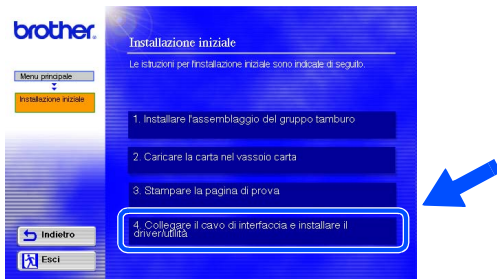 brother.
Installazione iniziale
Le istruzioni per l'installazione iniziale sono indicate di seguito.
Menu principale
Installazione iniziale
1. Installare l'assemblaggio del gruppo tamburo
2. Caricare la carta nel vassoio carta
3. Stampare la pagina di prova
4. Collegare il cavo di interfaccia e installare il
driver/utilità
Indietro
Esci